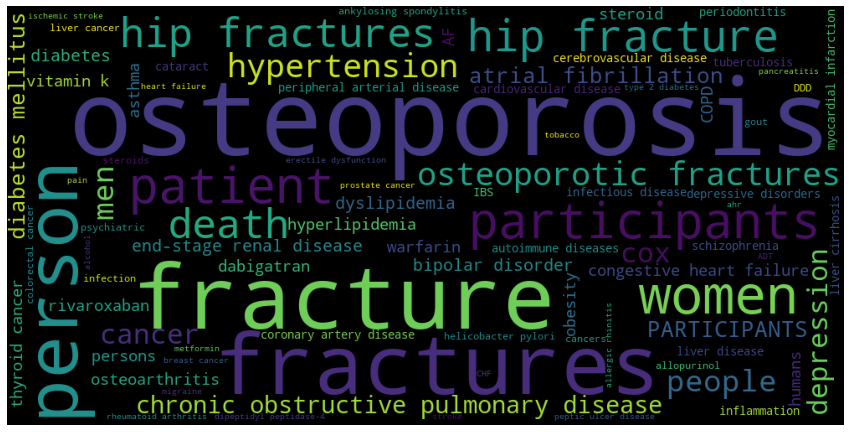 ischemic stroke
ankylosing spondylitis
steroid
periodontitis
liver cancer
hip fractures
AF
hip fracture
diabetes
cataract
hypertension
cerebrovascular disease
tuberculosis
vitamin k
asthma
heart failure
peripheral arterial disease
atrial fibrillation
cardiovascular disease
type 2 diabetes
pancreatitis
COPD
DDD
myocardial infarction
diabetes mellitus
osteoporosis
gout
tobacco
steroids
erectile dysfunction
pain
person
men
patient
prostate cancer
osteoporotic fractures
IBS
infectious disease
depressive disorders
dyslipidemia
participants
ahr
psychiatric
death
hyperlipidemia
colorectal cancer
alcohol
end-stage renal disease
warfarin
autoimmune diseases
cox
schizophrenia
ADT
liver cirrhosis
infection
dabigatran
bipolar disorder
congestive heart failure
depression
thyroid cancer
rivaroxaban
fracture
obesity
women
cancer
coronary artery disease
helicobacter pylori
cancers
allergic rhinitis
PARTICIPANTS
persons
metformin
breast cancer
fractures
liver disease
osteoarthritis
migraine
CHF
allopurinol
people
humans
chronic obstructive pulmonary disease
inflammation
rheumatoid arthritis
dipeptidyl peptidase-4
stroke
peptic ulcer disease